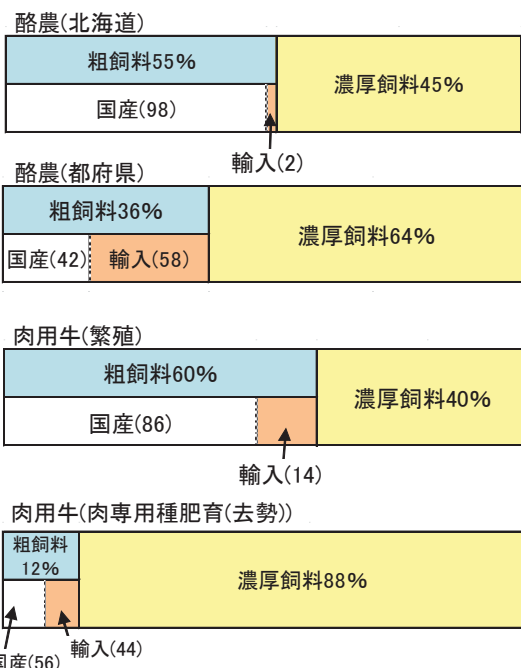 酪農(北海道)
粗飼料55%
濃厚飼料45%
国産(98)
輸入(2)
酪農(都府県)
粗飼料36%
濃厚飼料64%
国産(42)
輸入(58)
肉用牛(繁殖)
粗飼料60%
濃厚飼料40%
国産(86)
輸入(14)
肉用牛(肉専用種肥育(去勢))
粗飼料
12%
濃厚飼料88%
輸入(44)
国産(56)